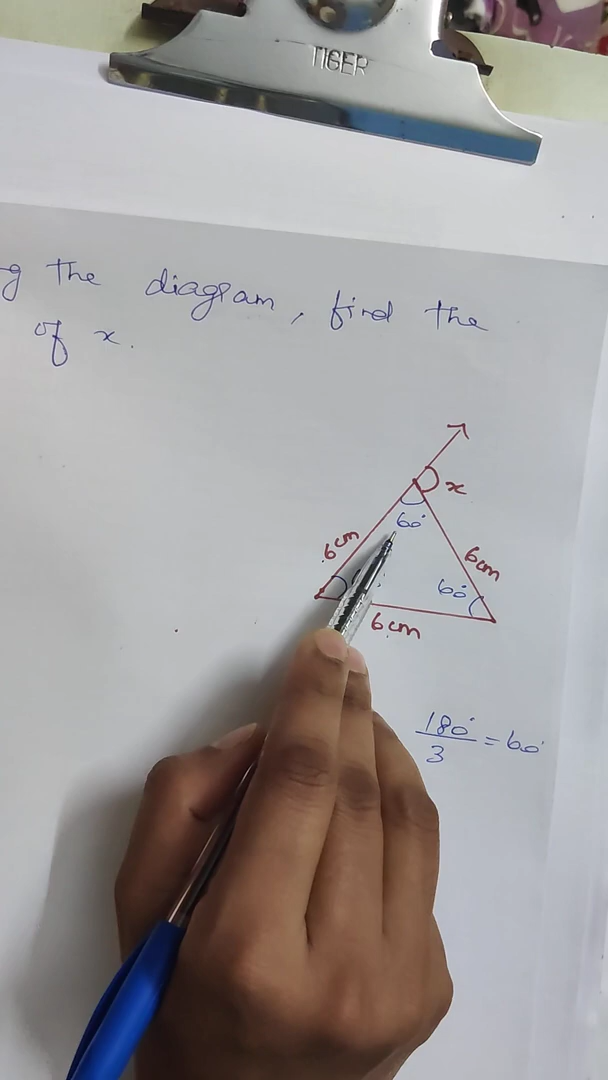 TIGER
g the diagram, find the
of x.
x
60°
6cm
6cm
60°
6cm
180°/3 = 60°